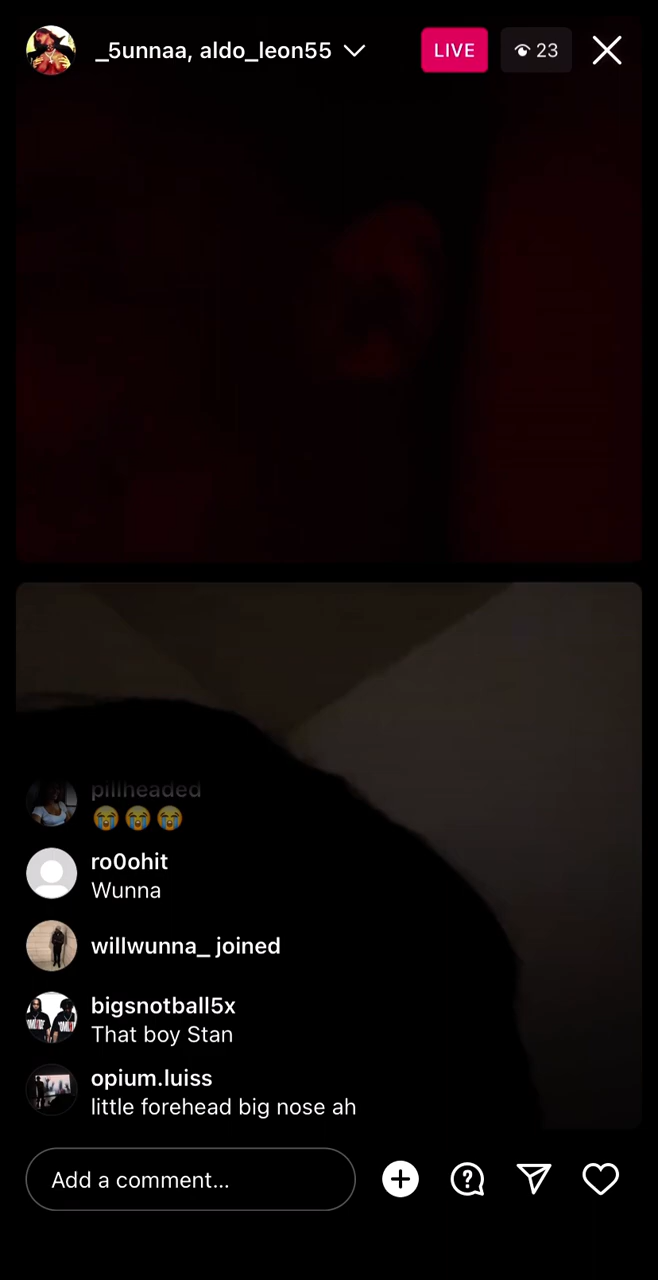 _5unnaa, aldo_leon55
LIVE
23
pillheaded
😭😭😭
ro0ohit
Wunna
willwunna_ joined
bigsnotball5x
That boy Stan
opium.luiss
little forehead big nose ah
Add a comment...